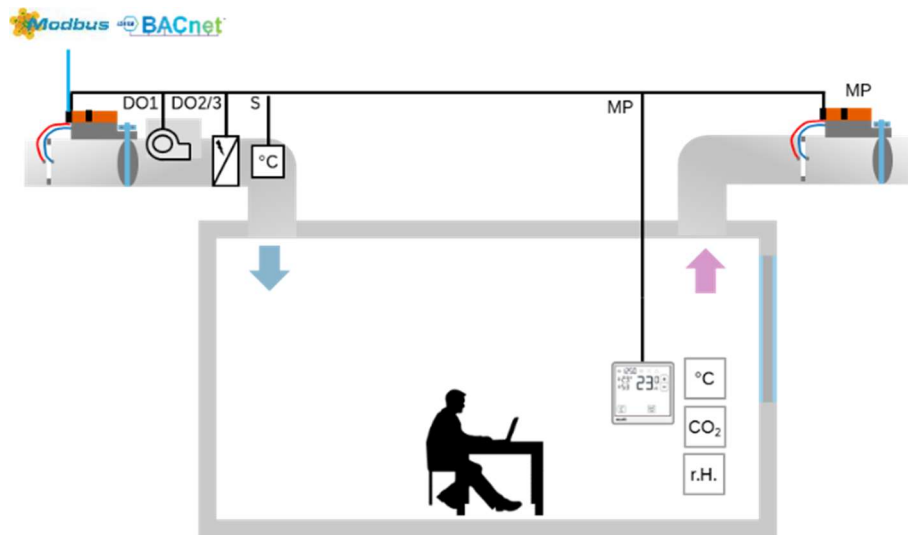 Modbus BACnet
DO1 DO2/3 S MP MP
°C
23
°C
CO₂
r.H.